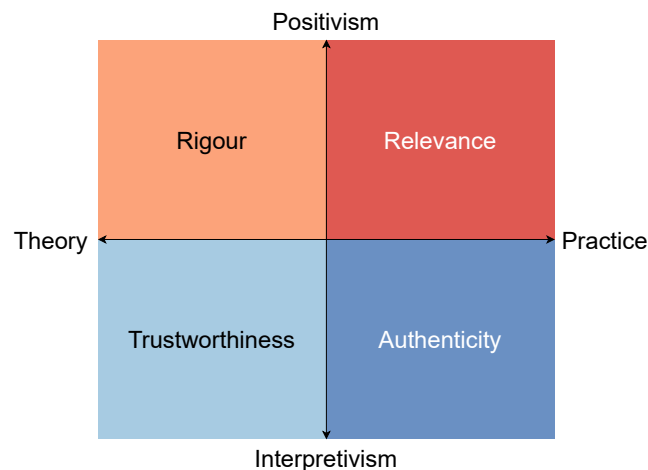 Positivism
Rigour
Relevance
Theory
Practice
Trustworthiness
Authenticity
Interpretivism